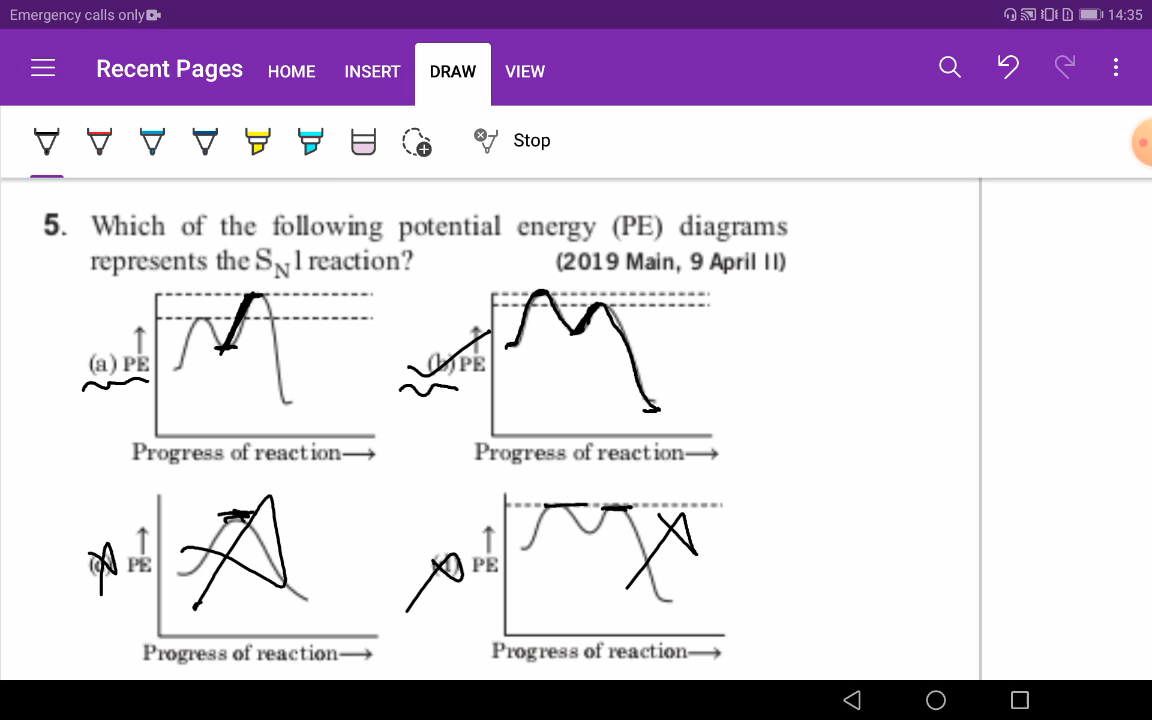 Emergency calls only 14:35
Recent Pages HOME INSERT DRAW VIEW
Stop
5. Which of the following potential energy (PE) diagrams
represents the SN1 reaction? (2019 Main, 9 April II)
(a) PE
Progress of reaction
(b) PE
Progress of reaction
PE
Progress of reaction
PE
Progress of reaction